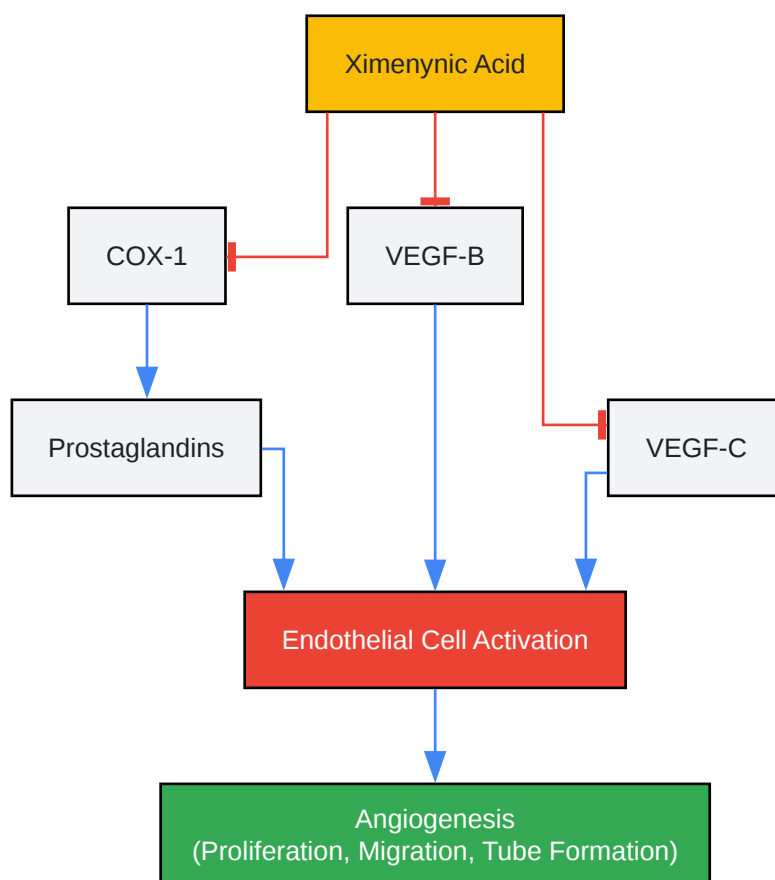 Ximenynic Acid
COX-1
VEGF-B
Prostaglandins
VEGF-C
Endothelial Cell Activation
Angiogenesis
(Proliferation, Migration, Tube Formation)